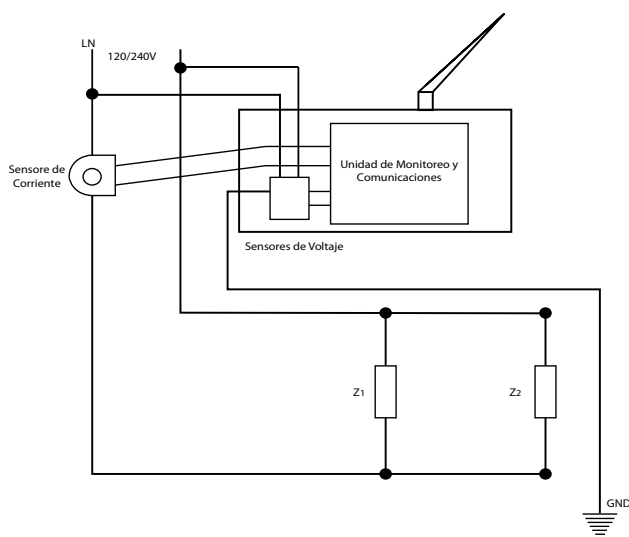 LN
120/240V
Sensore de
Corriente
Unidad de Monitoreo y
Comunicaciones
Sensores de Voltaje
Z1
Z2
GND